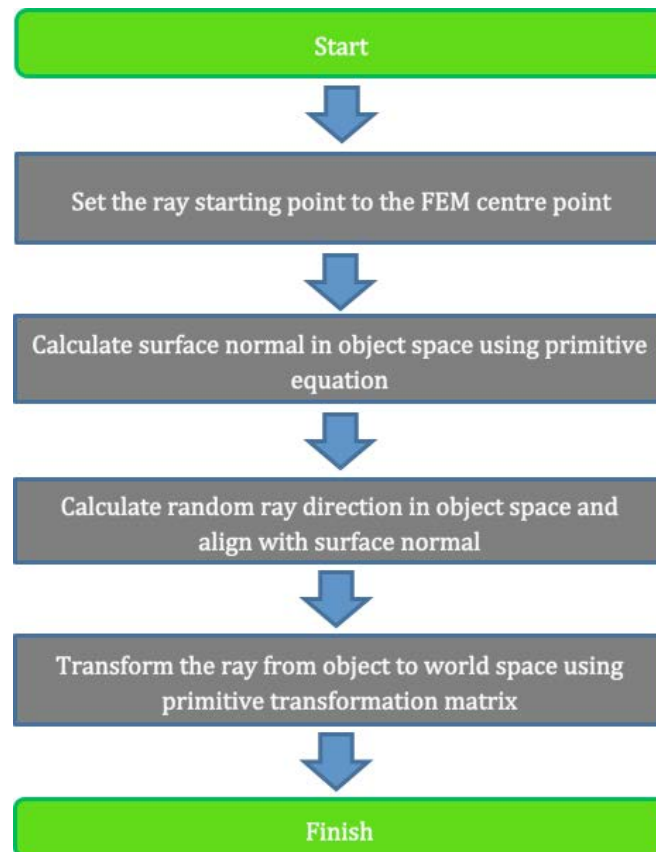 Start
Set the ray starting point to the FEM centre point
Calculate surface normal in object space using primitive
equation
Calculate random ray direction in object space and
align with surface normal
Transform the ray from object to world space using
primitive transformation matrix
Finish